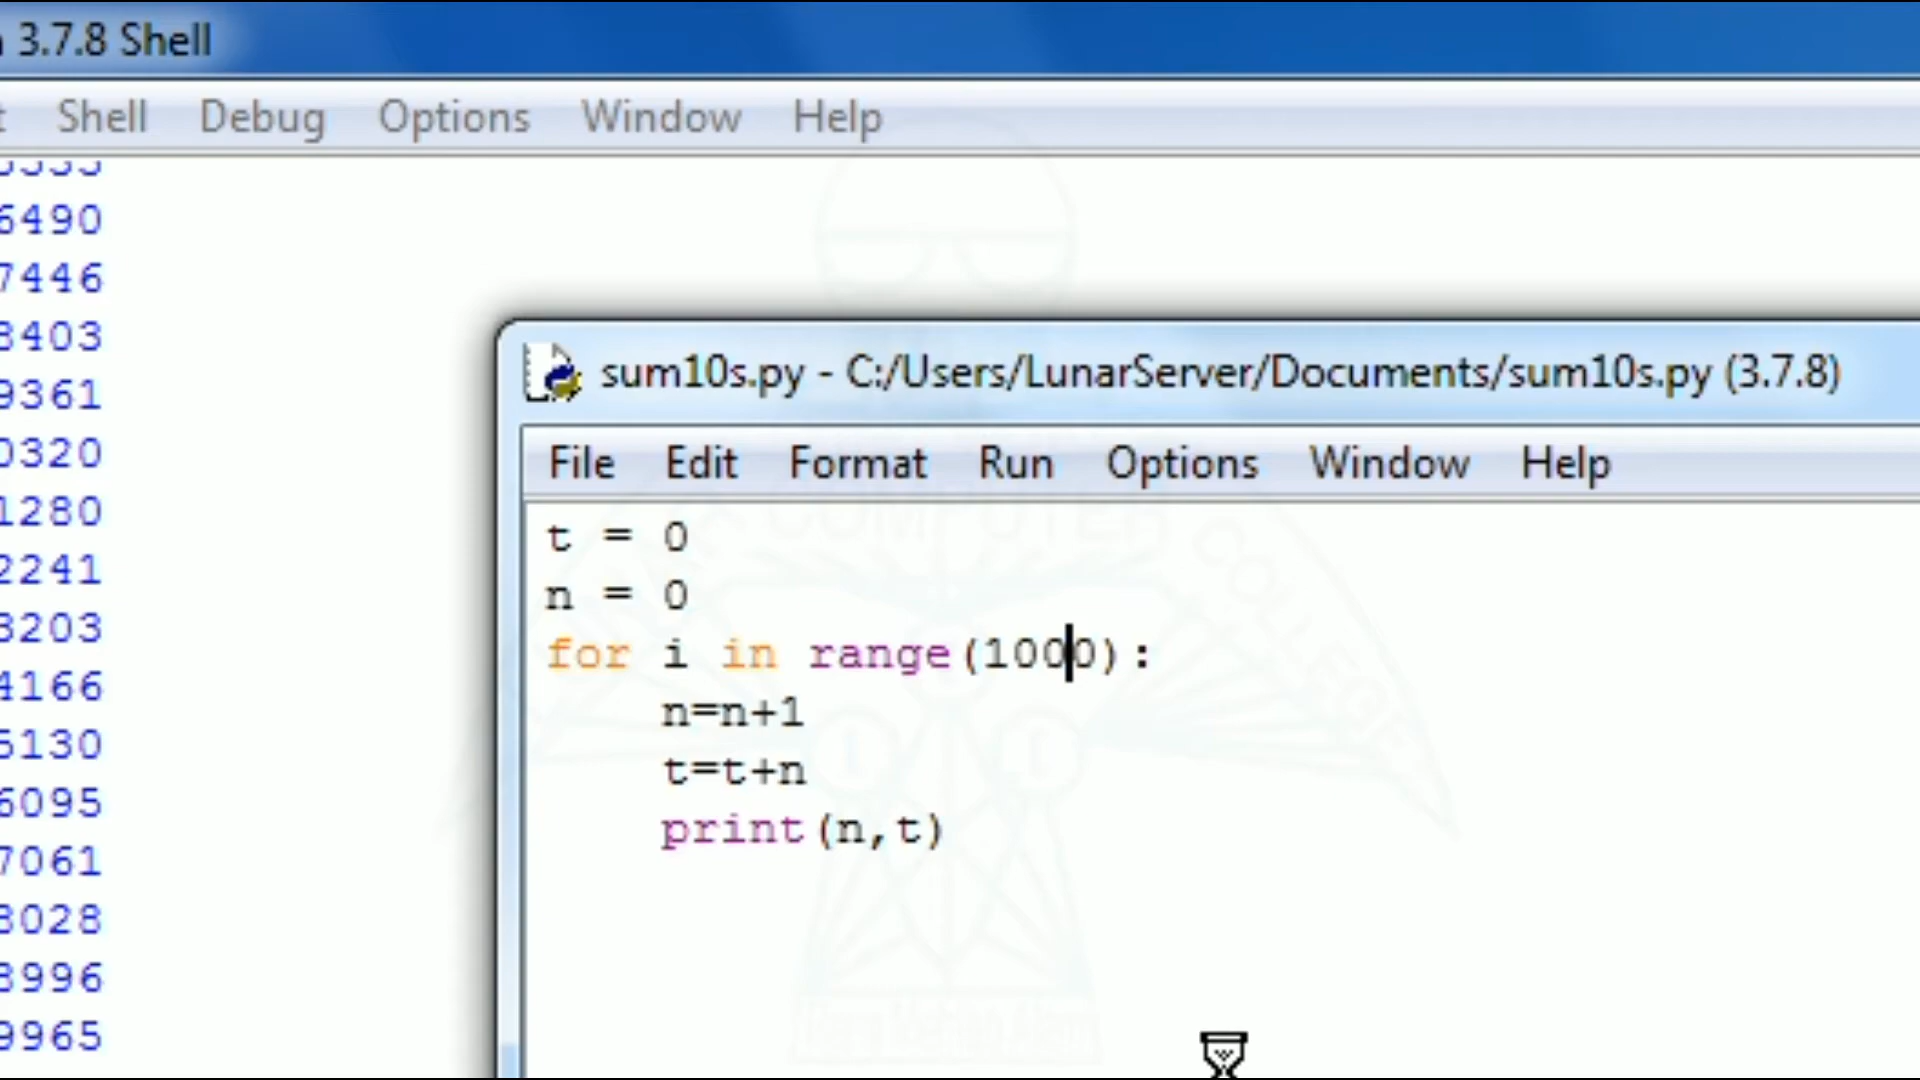 3.7.8 Shell
Shell Debug Options Window Help
6490
7446
8403
9361
0320
1280
2241
3203
4166
5130
6095
7061
8028
8996
9965
sum10s.py - C:/Users/LunarServer/Documents/sum10s.py (3.7.8)
File Edit Format Run Options Window Help
t = 0
n = 0
for i in range(1000):
    n=n+1
    t=t+n
    print(n,t)
COMPUTER COLLEGE